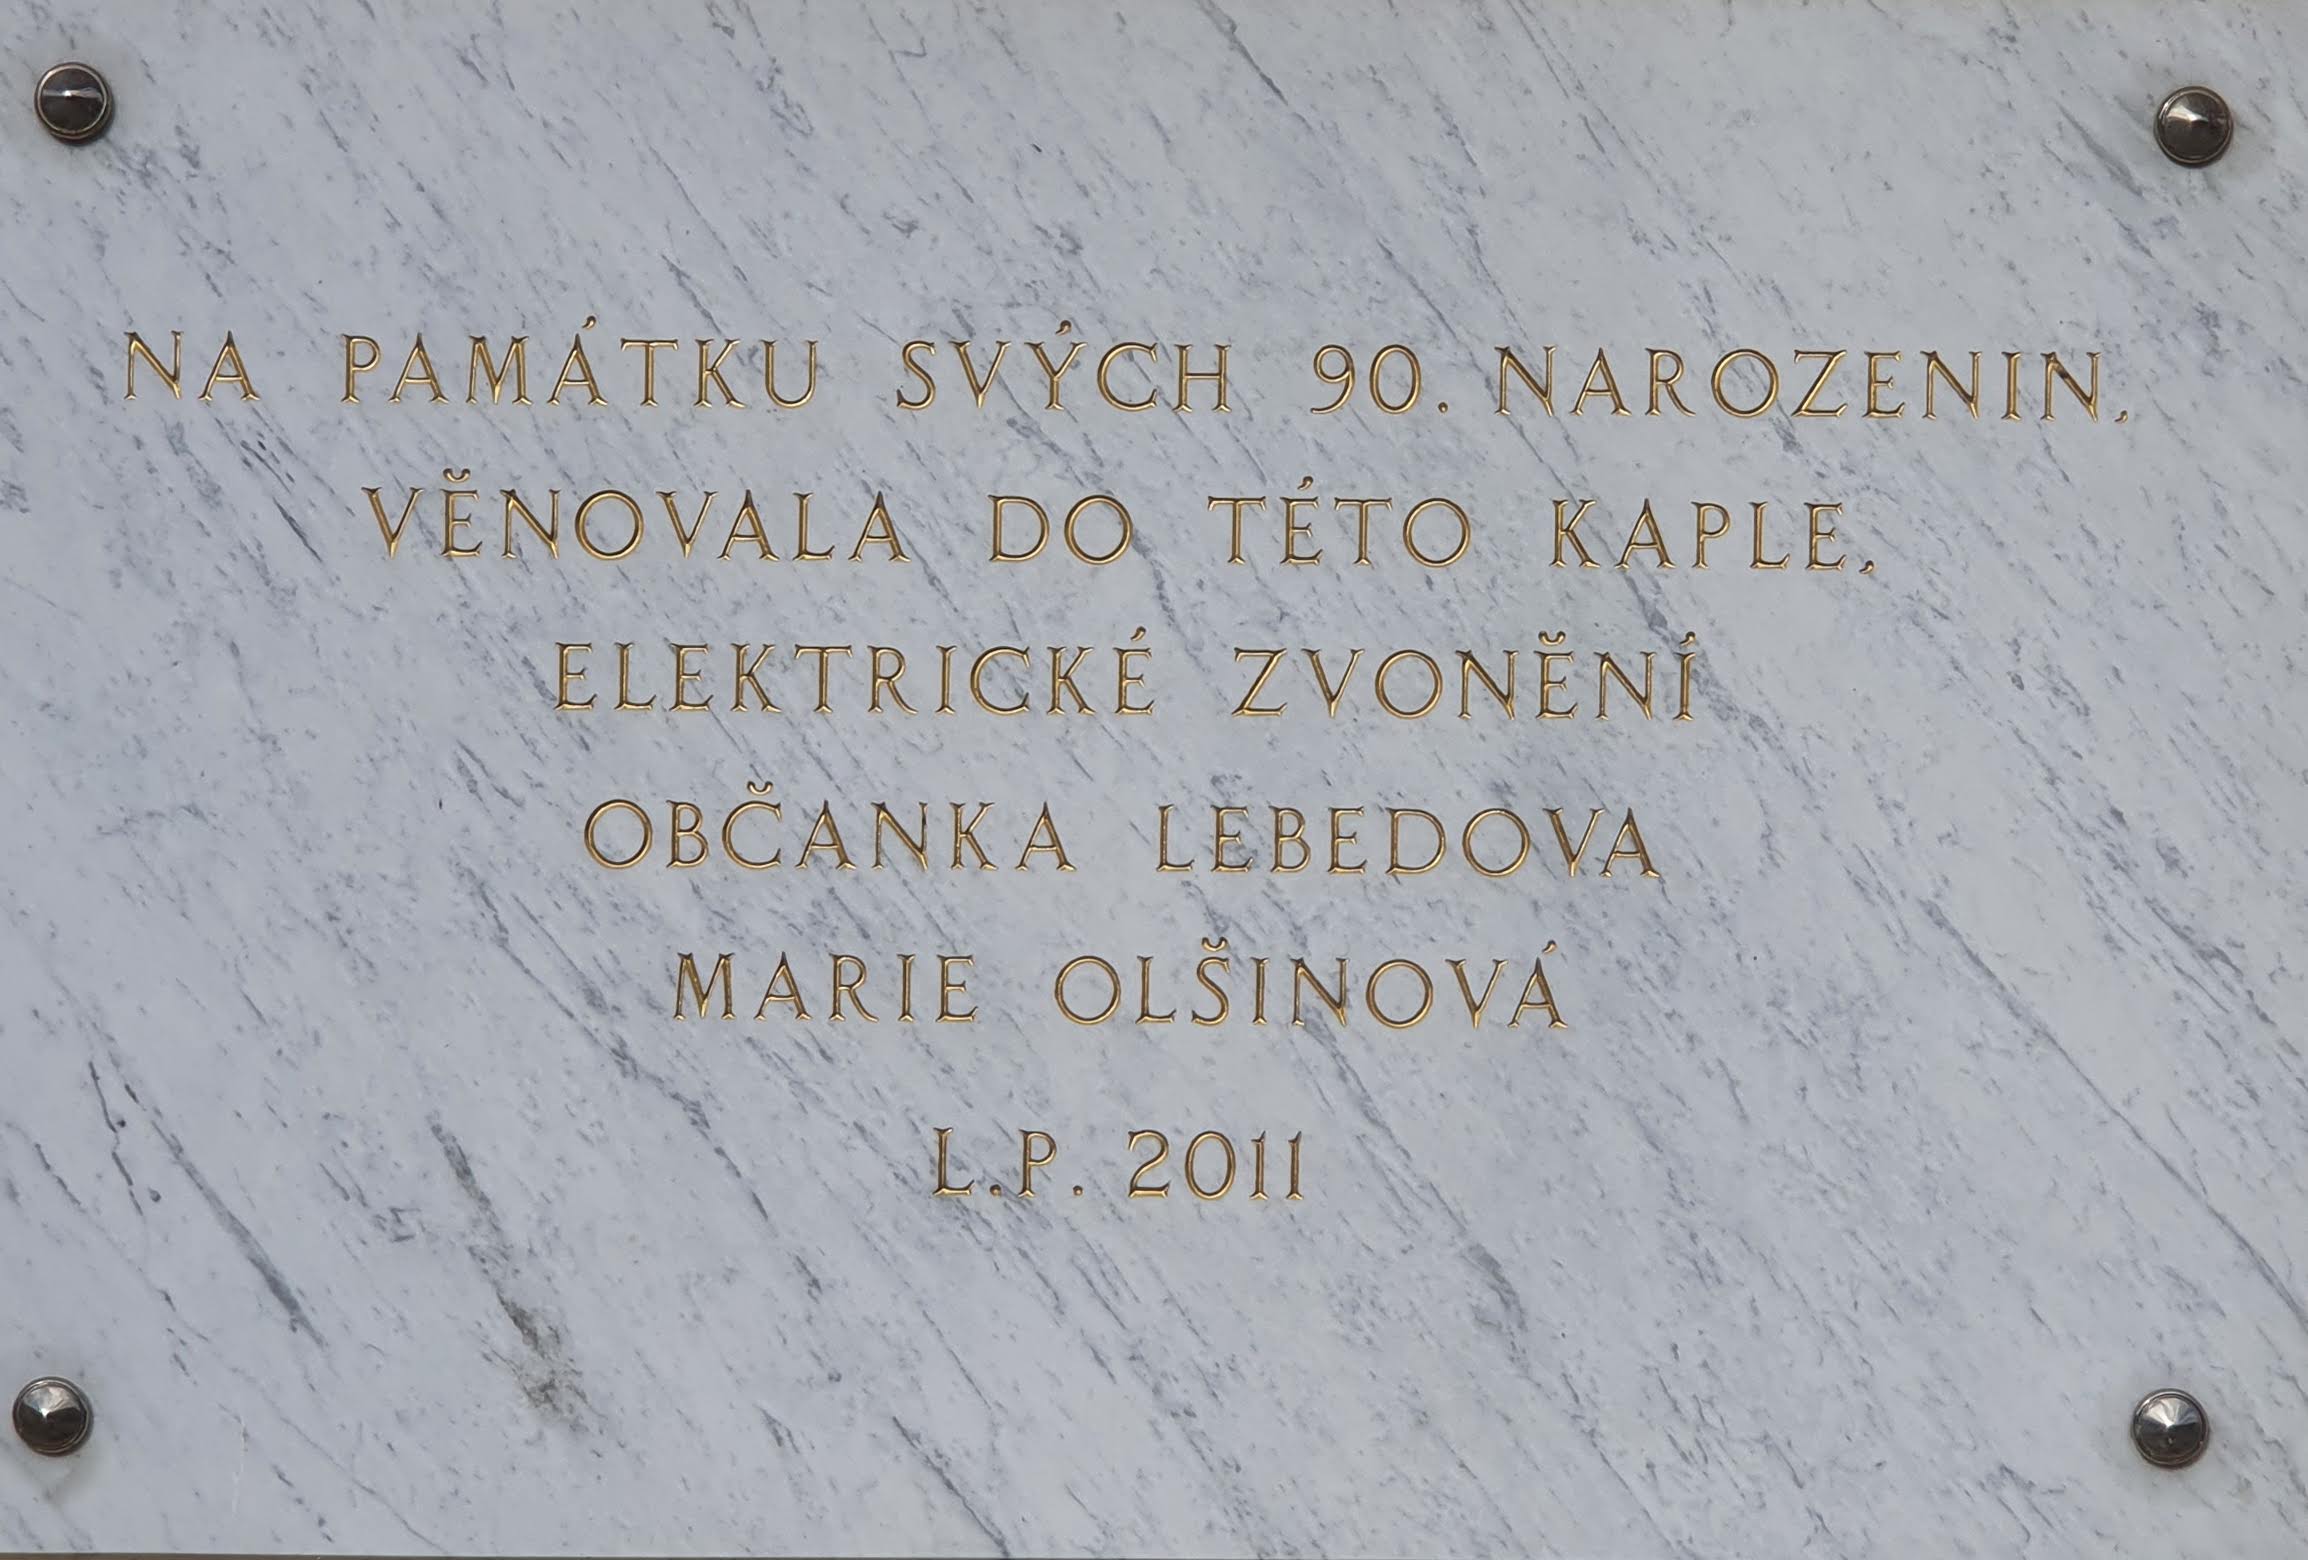 NA PAMÁTKU SVÝCH 90. NAROZENIN,
VĚNOVALA DO TÉTO KAPLE,
ELEKTRICKÉ ZVONĚNÍ
OBČANKA LEBEDOVA
MARIE OLŠINOVÁ
L.P. 2011